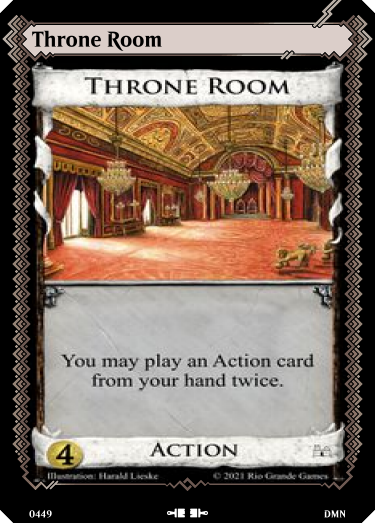 Throne Room
THRONE ROOM
You may play an Action card
from your hand twice.
4
ACTION
Illustration: Harald Lieske © 2021 Rio Grande Games
0449 DMN